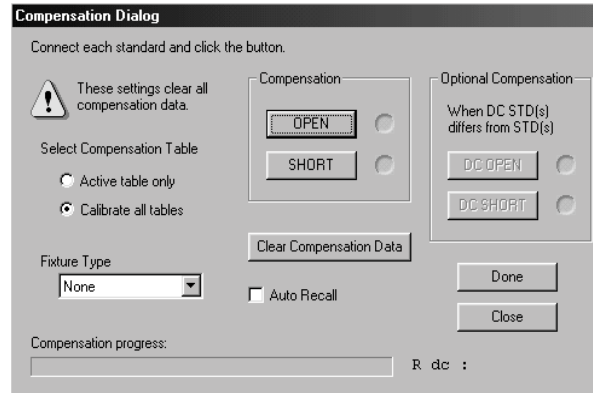 Compensation Dialog
Connect each standard and click the button.
These settings clear all
compensation data.
Select Compensation Table
Active table only
Calibrate all tables
Fixture Type
None
Compensation
OPEN
SHORT
Clear Compensation Data
Auto Recall
Optional Compensation
When DC STD(s)
differs from STD(s)
DC OPEN
DC SHORT
Done
Close
Compensation progress:
R dc :